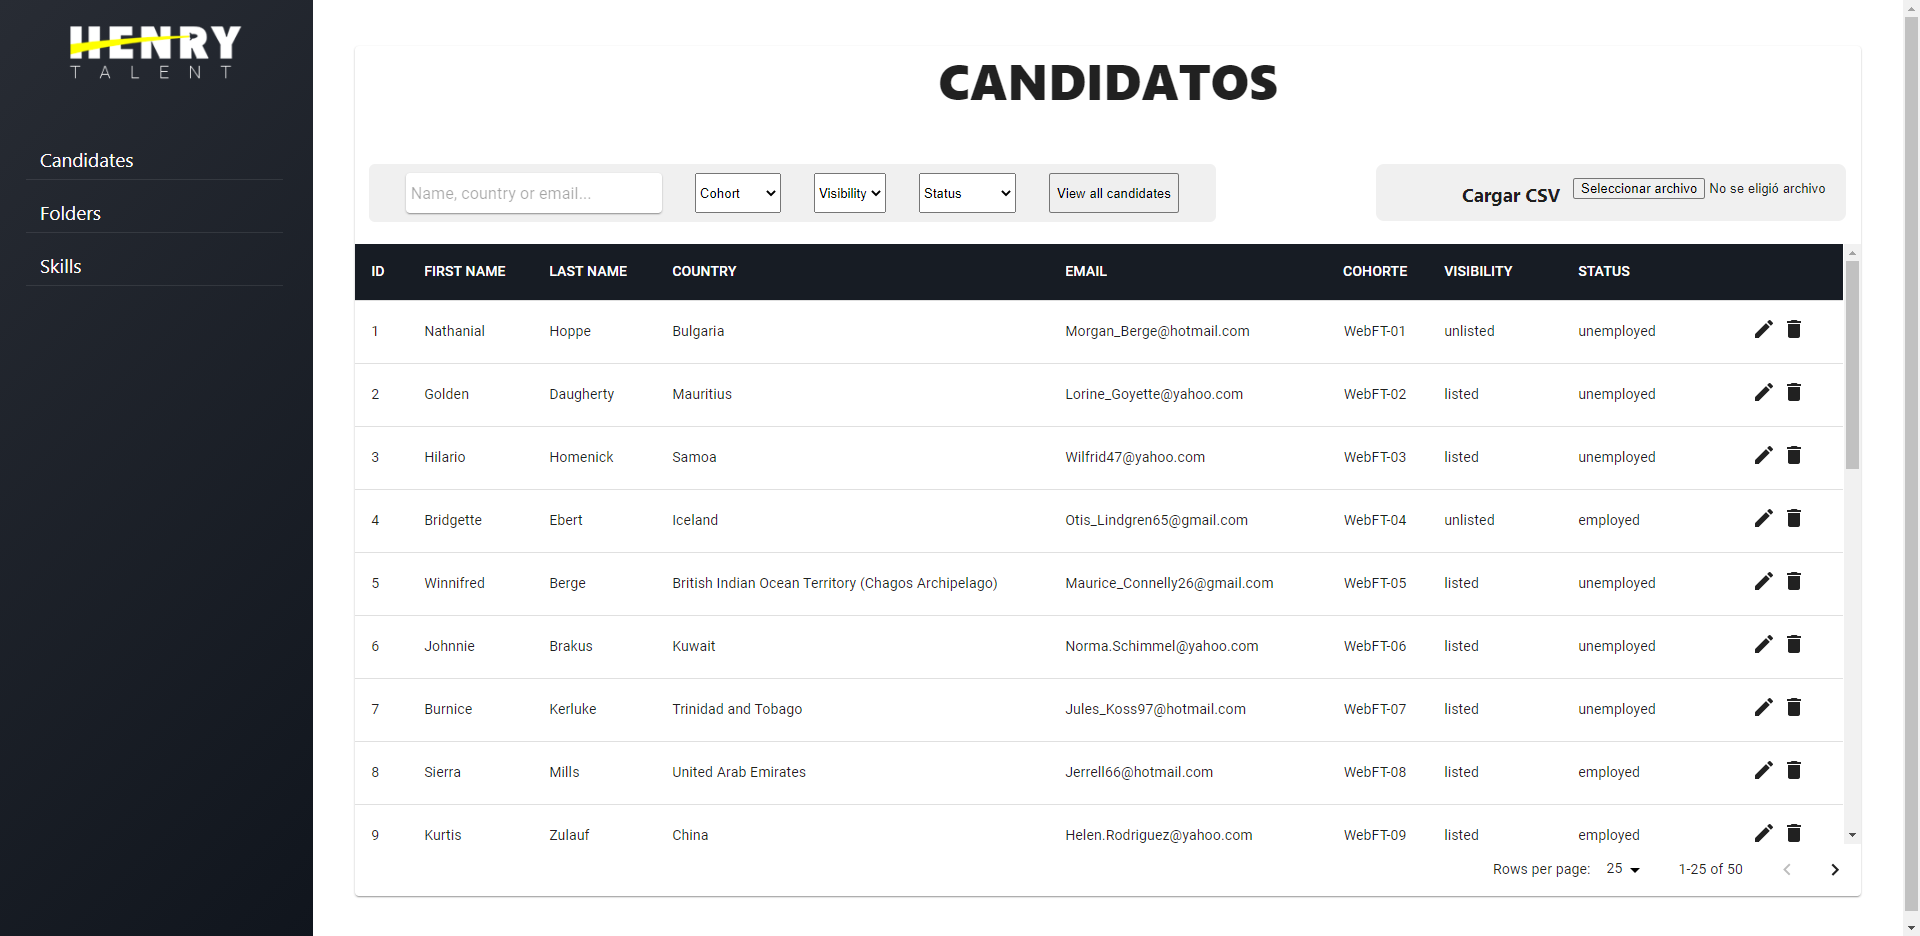 HENRY
TALENT
Candidates
Folders
Skills
CANDIDATOS
Name, country or email...
Cohort
Visibility
Status
View all candidates
Cargar CSV
Seleccionar archivo No se eligió archivo
ID FIRST NAME LAST NAME COUNTRY EMAIL COHORTE VISIBILITY STATUS
1 Nathanial Hoppe Bulgaria Morgan_Berge@hotmail.com WebFT-01 unlisted unemployed
2 Golden Daugherty Mauritius Lorine_Goyette@yahoo.com WebFT-02 listed unemployed
3 Hilario Homenick Samoa Wilfrid47@yahoo.com WebFT-03 listed unemployed
4 Bridgette Ebert Iceland Otis_Lindgren65@gmail.com WebFT-04 unlisted employed
5 Winnifred Berge British Indian Ocean Territory (Chagos Archipelago) Maurice_Connelly26@gmail.com WebFT-05 listed unemployed
6 Johnnie Brakus Kuwait Norma.Schimmel@yahoo.com WebFT-06 listed unemployed
7 Burnice Kerluke Trinidad and Tobago Jules_Koss97@hotmail.com WebFT-07 listed unemployed
8 Sierra Mills United Arab Emirates Jerrell66@hotmail.com WebFT-08 listed employed
9 Kurtis Zulauf China Helen.Rodriguez@yahoo.com WebFT-09 listed employed
Rows per page: 25 1-25 of 50